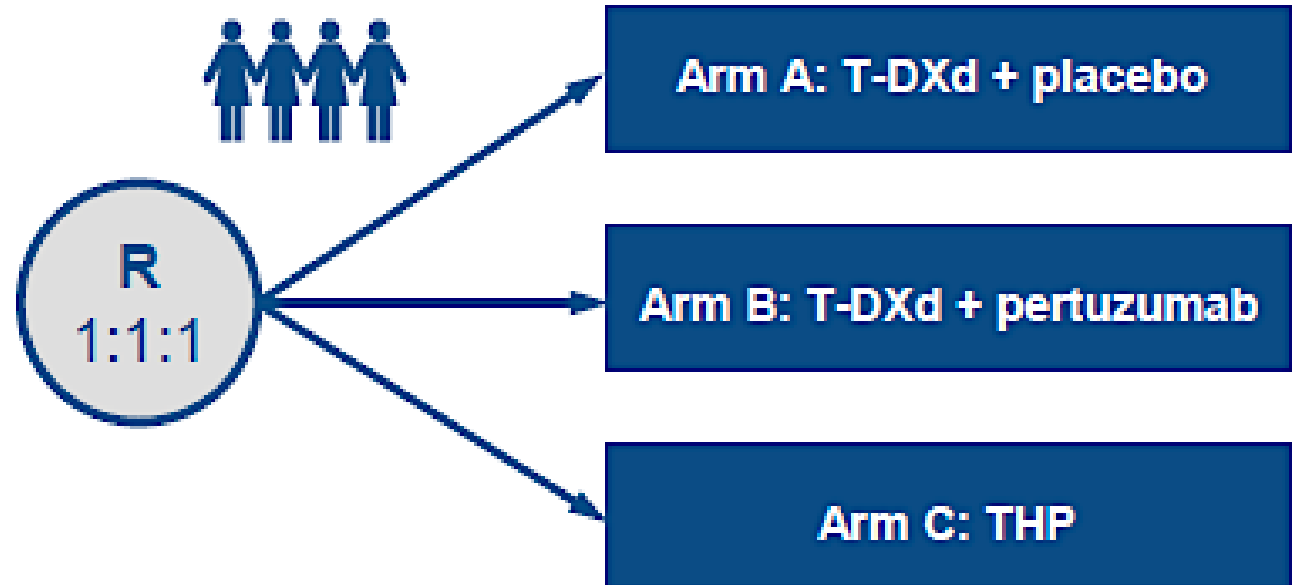 R
1:1:1
Arm A: T-DXd + placebo
Arm B: T-DXd + pertuzumab
Arm C: THP